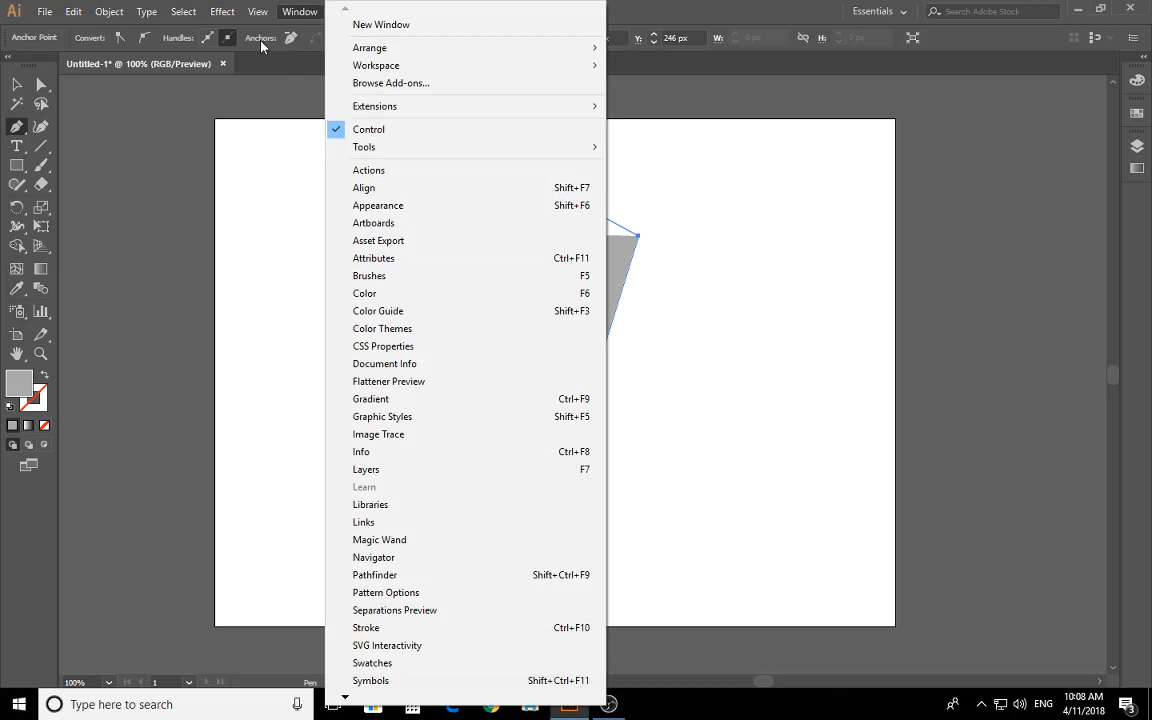 Ai File Edit Object Type Select Effect View Window Essentials Search Adobe Stock
Anchor Point Convert: Handles: Anchors: Y: 246 px W: 0 px H: 0 px
Untitled-1* @ 100% (RGB/Preview)
New Window
Arrange
Workspace
Browse Add-ons...
Extensions
Control
Tools
Actions
Align Shift+F7
Appearance Shift+F6
Artboards
Asset Export
Attributes Ctrl+F11
Brushes F5
Color F6
Color Guide Shift+F3
Color Themes
CSS Properties
Document Info
Flattener Preview
Gradient Ctrl+F9
Graphic Styles Shift+F5
Image Trace
Info Ctrl+F8
Layers F7
Learn
Libraries
Links
Magic Wand
Navigator
Pathfinder Shift+Ctrl+F9
Pattern Options
Separations Preview
Stroke Ctrl+F10
SVG Interactivity
Swatches
Symbols Shift+Ctrl+F11
100% 1 Pen
Type here to search ENG 10:08 AM
4/11/2018 3